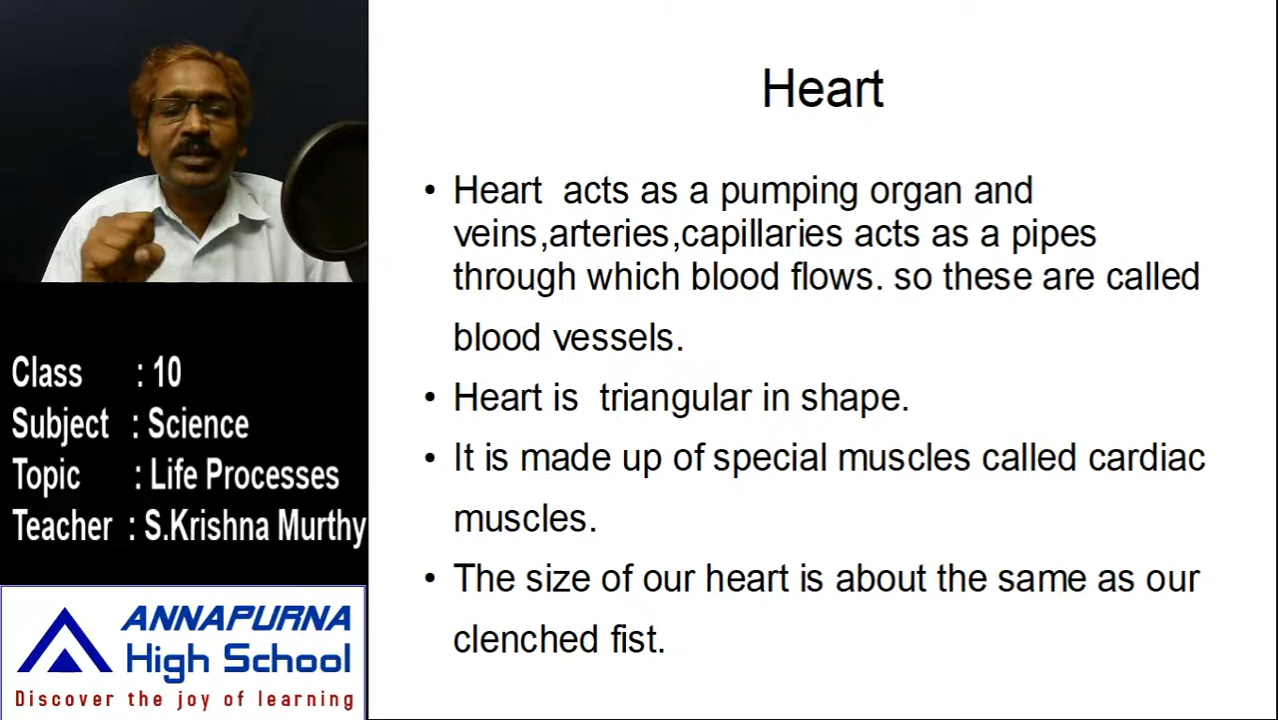 Heart
• Heart acts as a pumping organ and
veins,arteries,capillaries acts as a pipes
through which blood flows. so these are called
blood vessels.
• Heart is triangular in shape.
• It is made up of special muscles called cardiac
muscles.
• The size of our heart is about the same as our
clenched fist.
Class : 10
Subject : Science
Topic : Life Processes
Teacher : S.Krishna Murthy
ANNAPURNA
High School
Discover the joy of learning